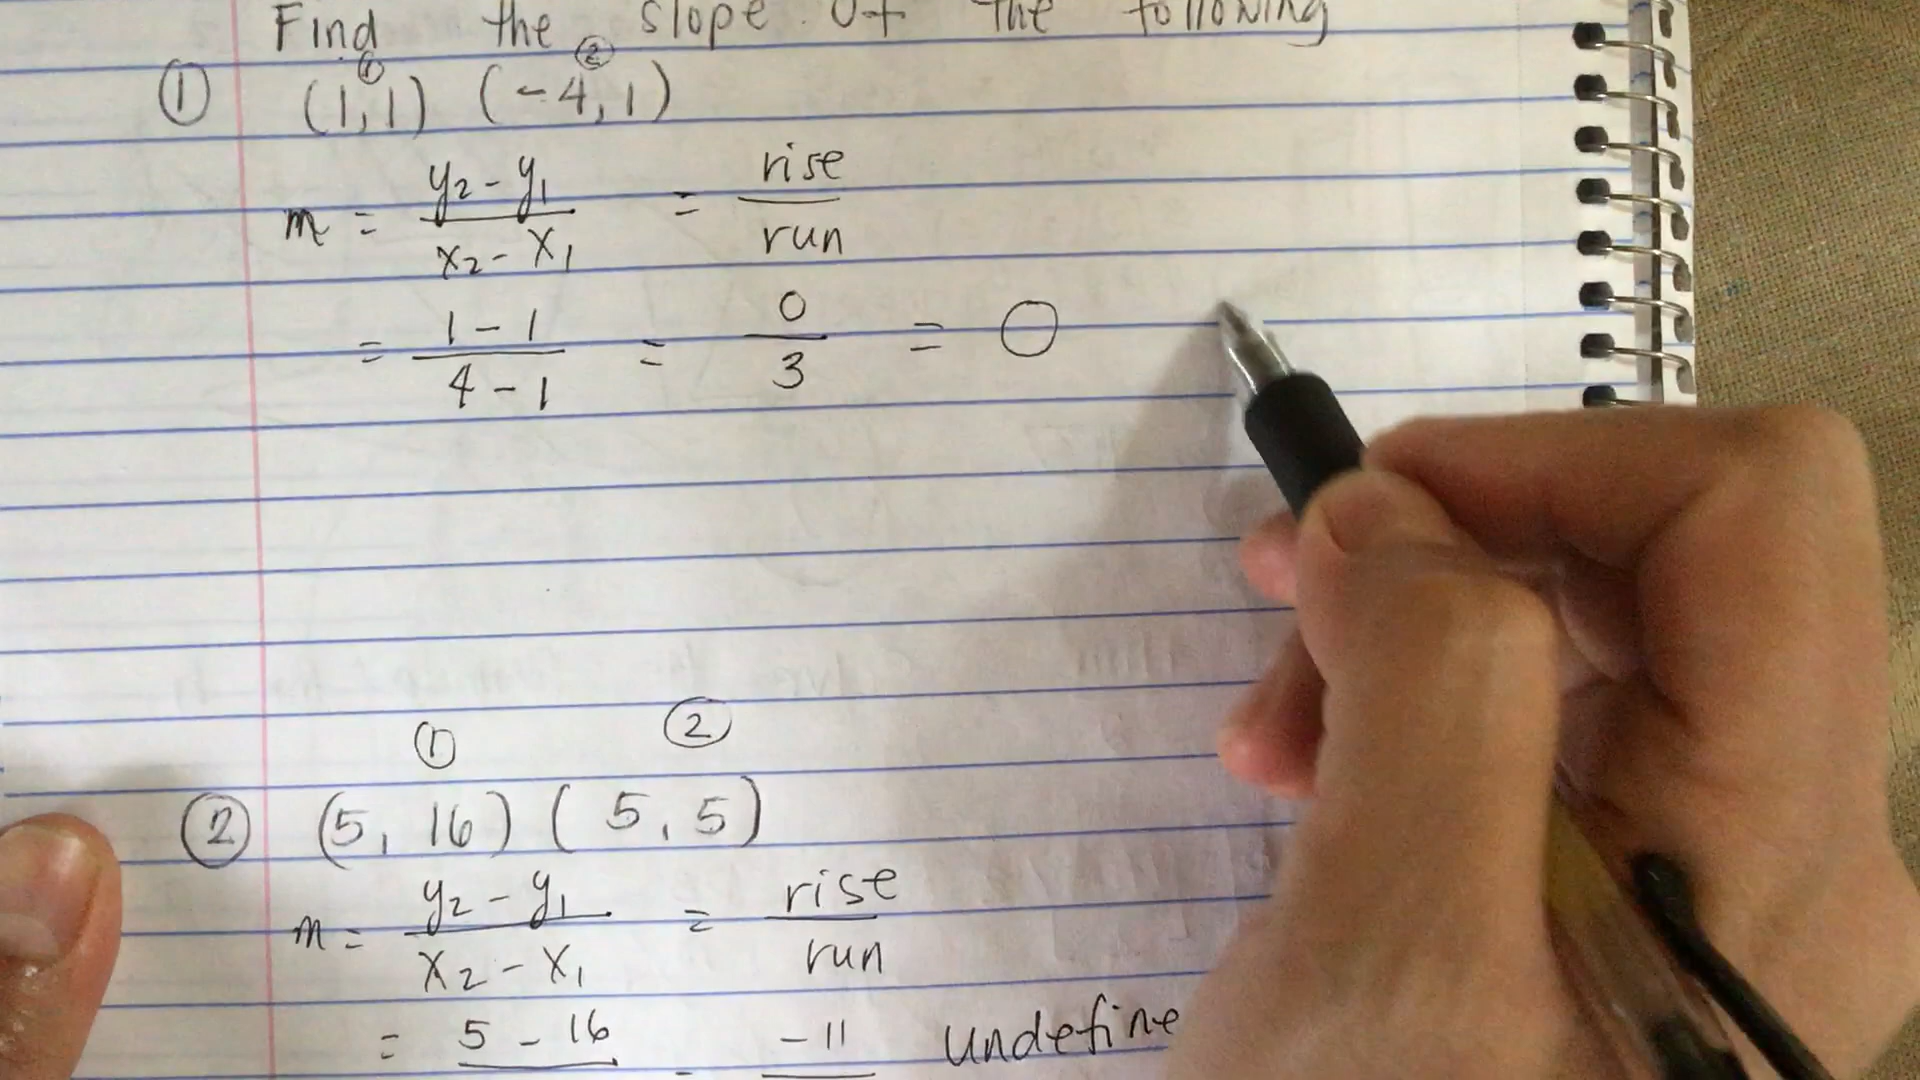 Find the slope of the following
① ②
① (1,1) (-4,1)
m = y₂-y₁ / x₂-x₁ = rise / run
= 1-1 / 4-1 = 0 / 3 = 0
① ②
② (5, 16) (5, 5)
m = y₂-y₁ / x₂-x₁ = rise / run
= 5-16 = -11 undefine